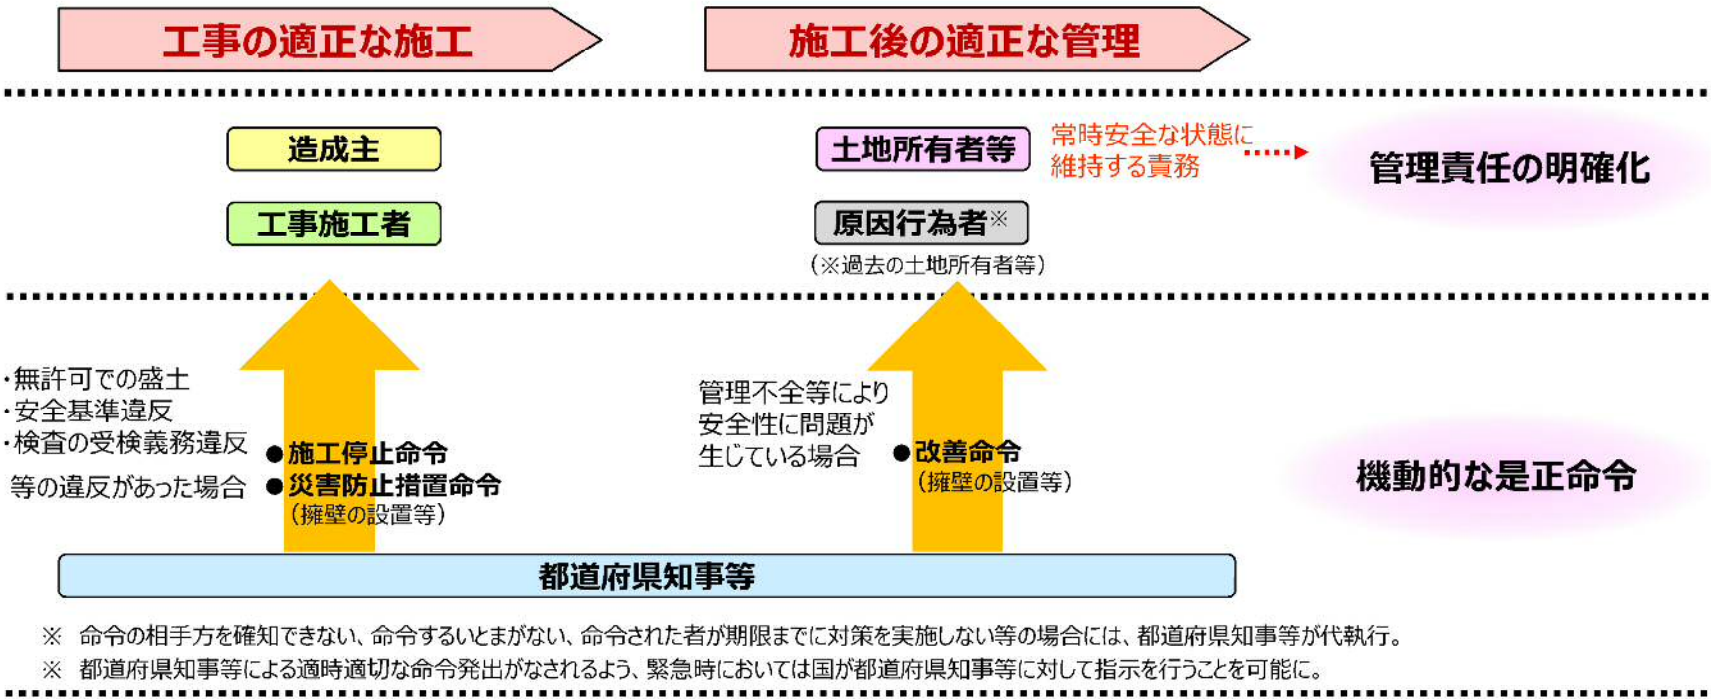 工事の適正な施工
施工後の適正な管理
造成主
工事施工者
土地所有者等
常時安全な状態に
維持する責務
原因行為者※
（※過去の土地所有者等）
管理責任の明確化
・無許可での盛土
・安全基準違反
・検査の受検義務違反
等の違反があった場合
●施工停止命令
●災害防止措置命令
（擁壁の設置等）
管理不全等により
安全性に問題が
生じている場合
●改善命令
（擁壁の設置等）
機動的な是正命令
都道府県知事等
※ 命令の相手方を確知できない、命令するいとまがない、命令された者が期限までに対策を実施しない等の場合には、都道府県知事等が代執行。
※ 都道府県知事等による適時適切な命令発出がなされるよう、緊急時においては国が都道府県知事等に対して指示を行うことを可能に。